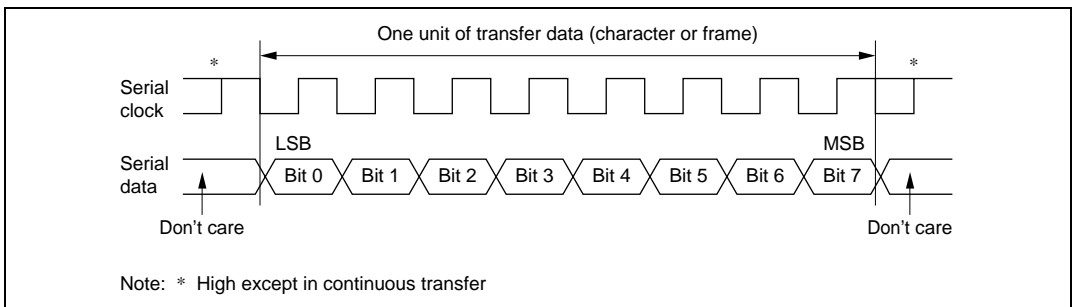 One unit of transfer data (character or frame)
* *
Serial
clock
LSB MSB
Serial
data
Bit 0 Bit 1 Bit 2 Bit 3 Bit 4 Bit 5 Bit 6 Bit 7
Don't care Don't care
Note: * High except in continuous transfer